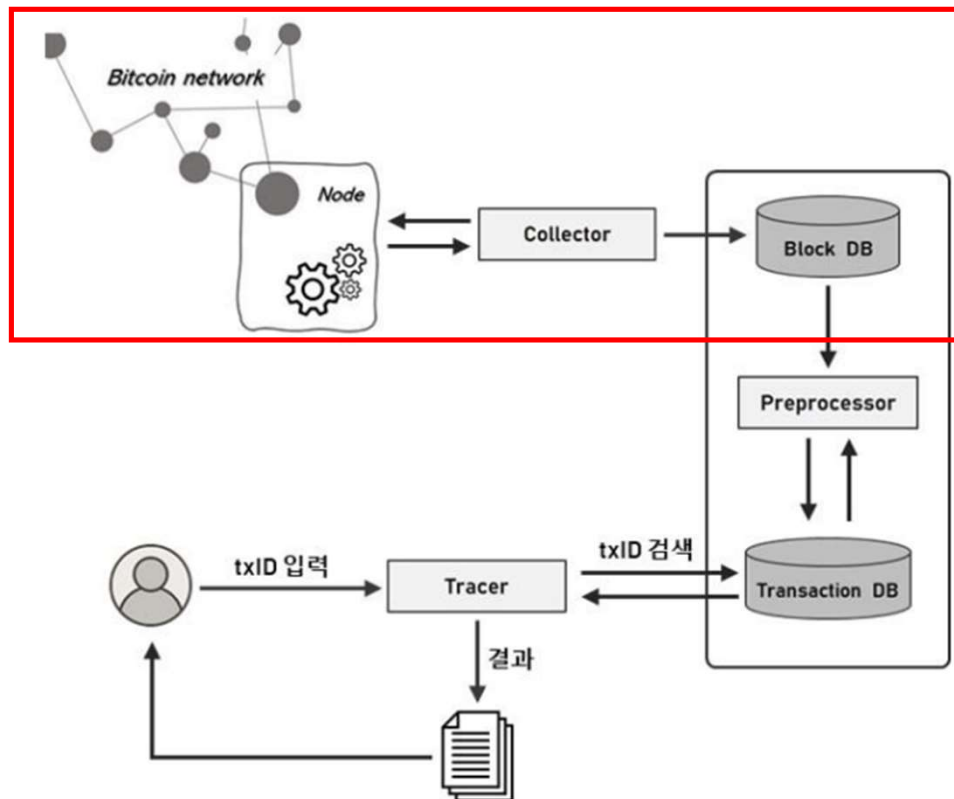 Bitcoin network
Node
Collector
Block DB
Preprocessor
txID 입력
Tracer
txID 검색
Transaction DB
결과